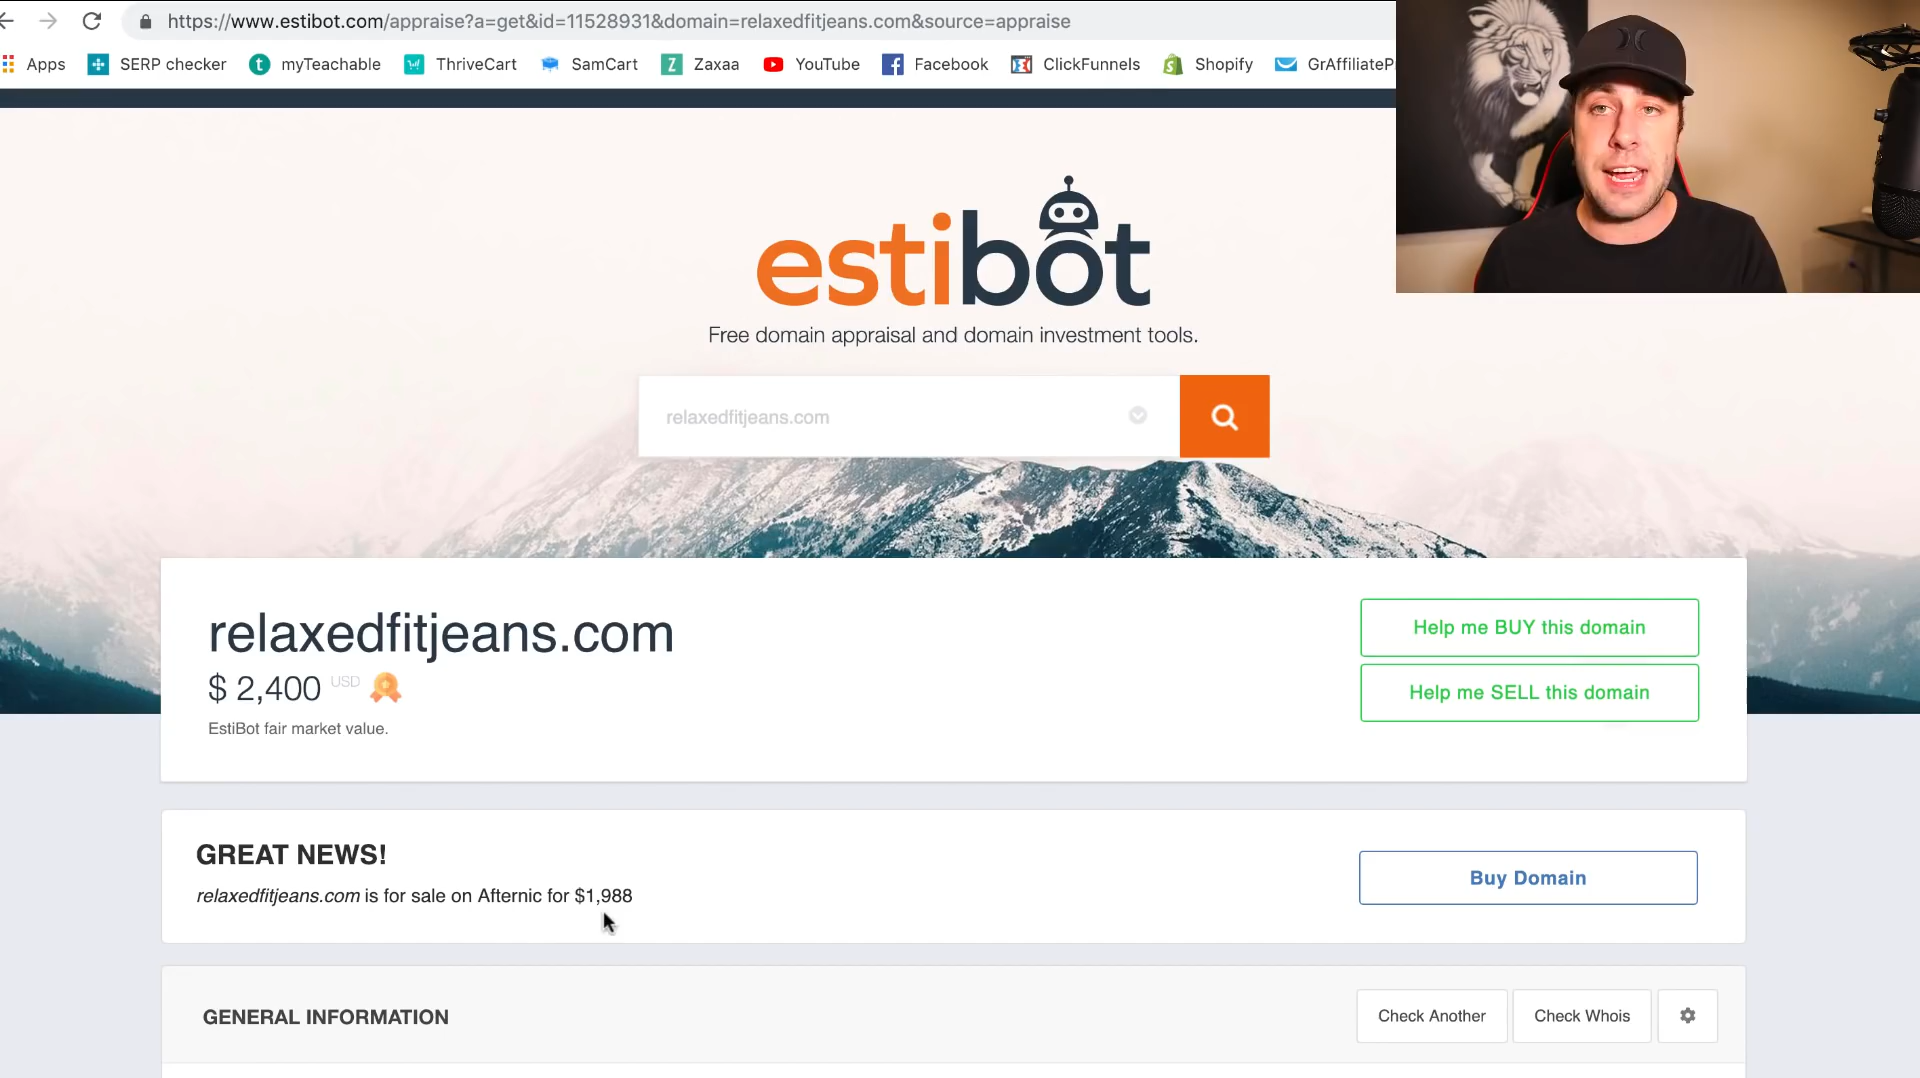 https://www.estibot.com/appraise?a=get&id=11528931&domain=relaxedfitjeans.com&source=appraise
Apps SERP checker myTeachable ThriveCart SamCart Zaxaa YouTube Facebook ClickFunnels Shopify GrAffiliateP
estibot
Free domain appraisal and domain investment tools.
relaxedfitjeans.com
relaxedfitjeans.com
Help me BUY this domain
$ 2,400 USD
Help me SELL this domain
EstiBot fair market value.
GREAT NEWS!
relaxedfitjeans.com is for sale on Afternic for $1,988
Buy Domain
GENERAL INFORMATION
Check Another Check Whois